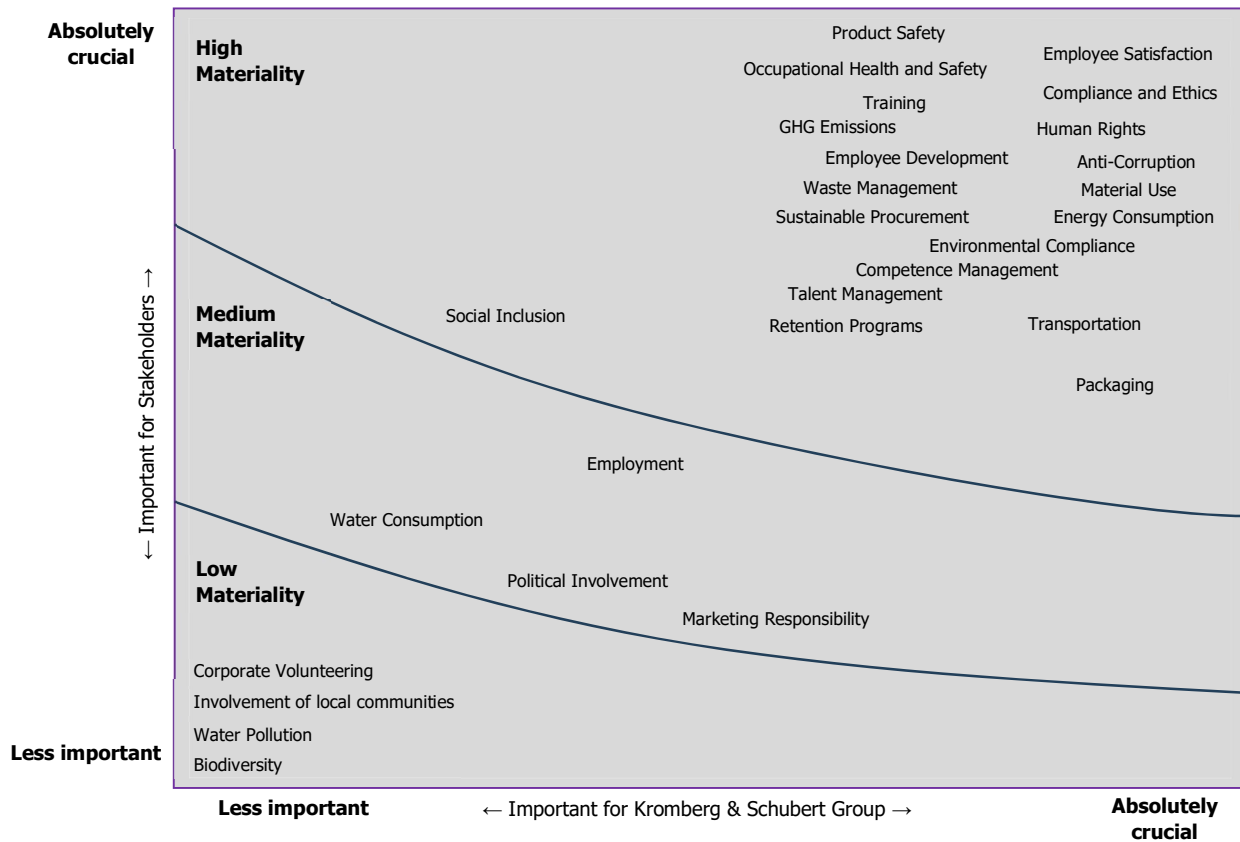 Absolutely
crucial
High
Materiality
Product Safety
Employee Satisfaction
Occupational Health and Safety
Compliance and Ethics
Training
GHG Emissions
Human Rights
Employee Development
Anti-Corruption
Waste Management
Material Use
Sustainable Procurement
Energy Consumption
Environmental Compliance
Competence Management
Talent Management
Medium
Materiality
Social Inclusion
Retention Programs
Transportation
Packaging
← Important for Stakeholders →
Employment
Water Consumption
Low
Materiality
Political Involvement
Marketing Responsibility
Corporate Volunteering
Involvement of local communities
Water Pollution
Less important
Biodiversity
Less important
← Important for Kromberg & Schubert Group →
Absolutely
crucial